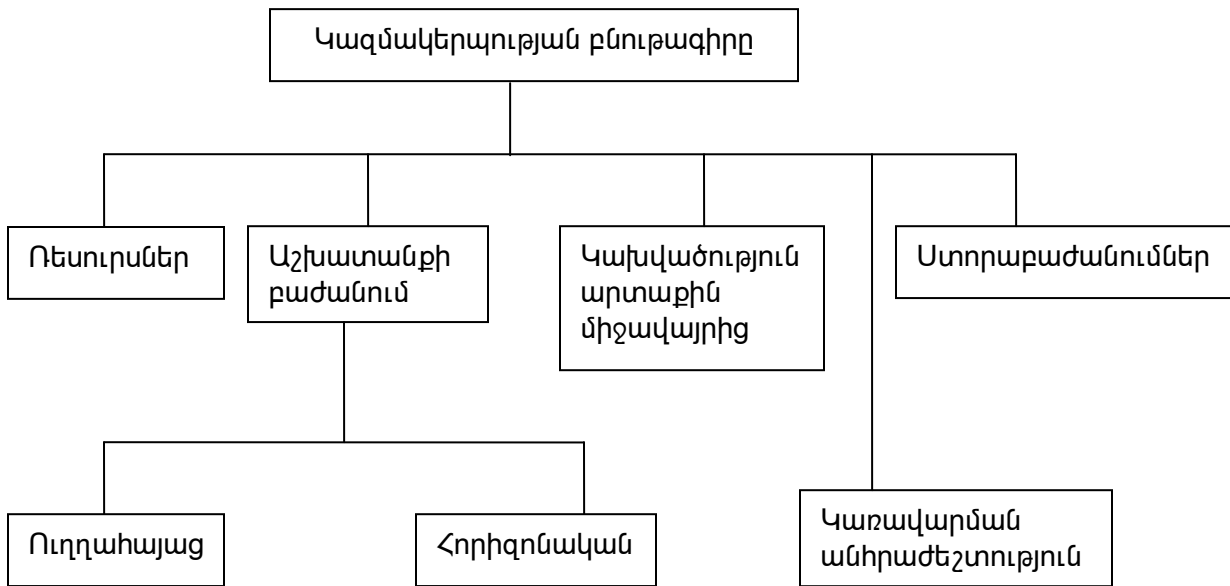 Կազմակերպության բնութագիրը
Ռեսուրսներ
Աշխատանքի
բաժանում
Կախվածություն
արտաքին
միջավայրից
Ստորաբաժանումներ
Ուղղահայաց
Հորիզոնական
Կառավարման
անհրաժեշտություն